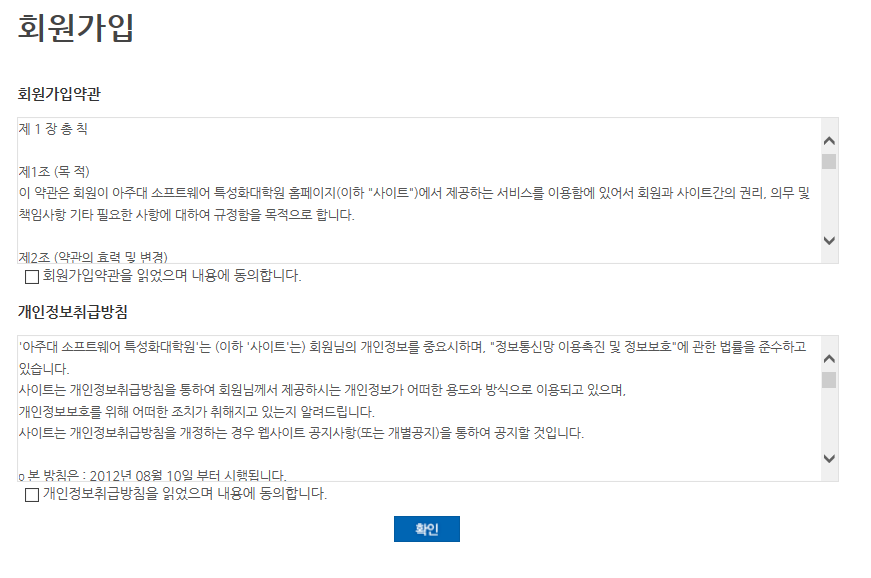 회원가입
회원가입약관
제 1 장 총 칙
제1조 (목 적)
이 약관은 회원이 아주대 소프트웨어 특성화대학원 홈페이지(이하 "사이트")에서 제공하는 서비스를 이용함에 있어서 회원과 사이트간의 권리, 의무 및
책임사항 기타 필요한 사항에 대하여 규정함을 목적으로 합니다.
제2조 (약관의 효력 및 변경)
회원가입약관을 읽었으며 내용에 동의합니다.
개인정보취급방침
'아주대 소프트웨어 특성화대학원'는 (이하 '사이트'는) 회원님의 개인정보를 중요시하며, "정보통신망 이용촉진 및 정보보호"에 관한 법률을 준수하고
있습니다.
사이트는 개인정보취급방침을 통하여 회원님께서 제공하시는 개인정보가 어떠한 용도와 방식으로 이용되고 있으며,
개인정보보호를 위해 어떠한 조치가 취해지고 있는지 알려드립니다.
사이트는 개인정보취급방침을 개정하는 경우 웹사이트 공지사항(또는 개별공지)을 통하여 공지할 것입니다.
ο 본 방침은 : 2012년 08월 10일 부터 시행됩니다.
개인정보취급방침을 읽었으며 내용에 동의합니다.
확인